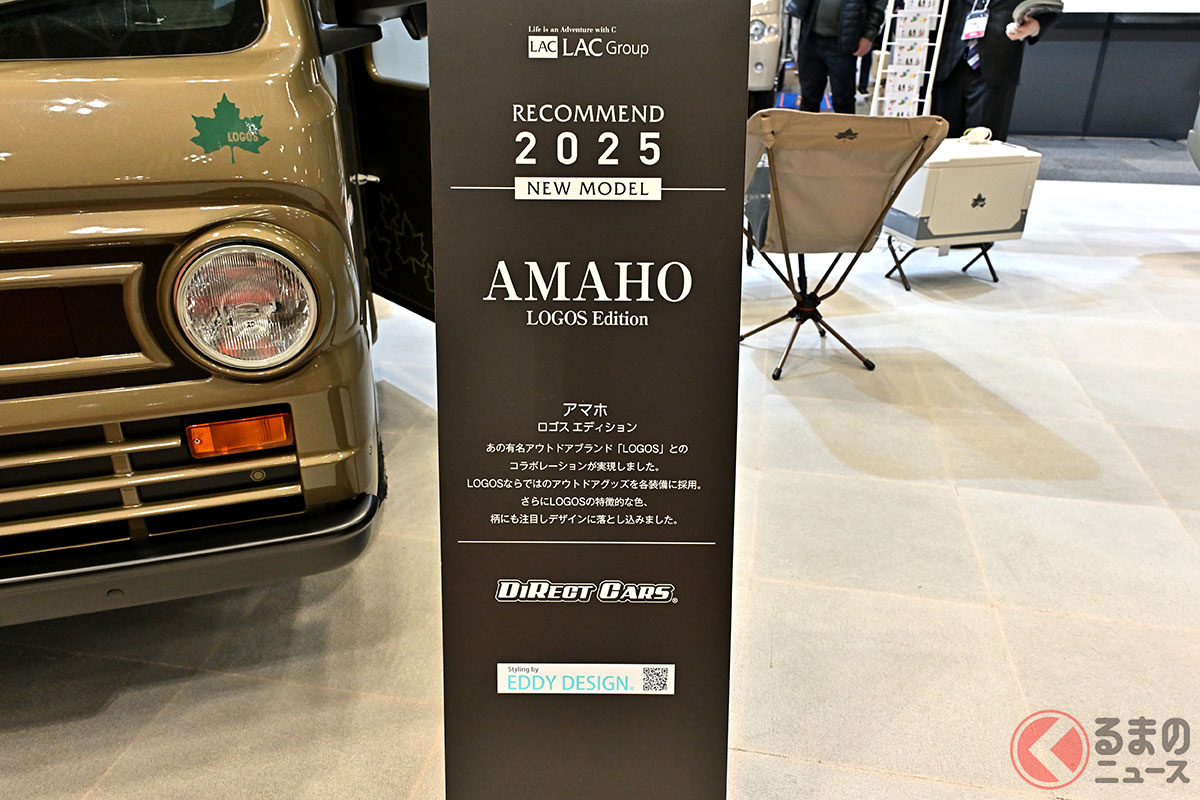 Life is an Adventure with C
LAC LAC Group
RECOMMEND
2025
NEW MODEL
AMAHO
LOGOS Edition
アマホ
ロゴス エディション
あの有名アウトドアブランド「LOGOS」との
コラボレーションが実現しました。
LOGOSならではのアウトドアグッズを各装備に採用。
さらにLOGOSの特徴的な色、
柄にも注目しデザインに落とし込みました。
DiRect Cars®
Styling by
EDDY DESIGN®
LOGOS
くるまの
ニュース